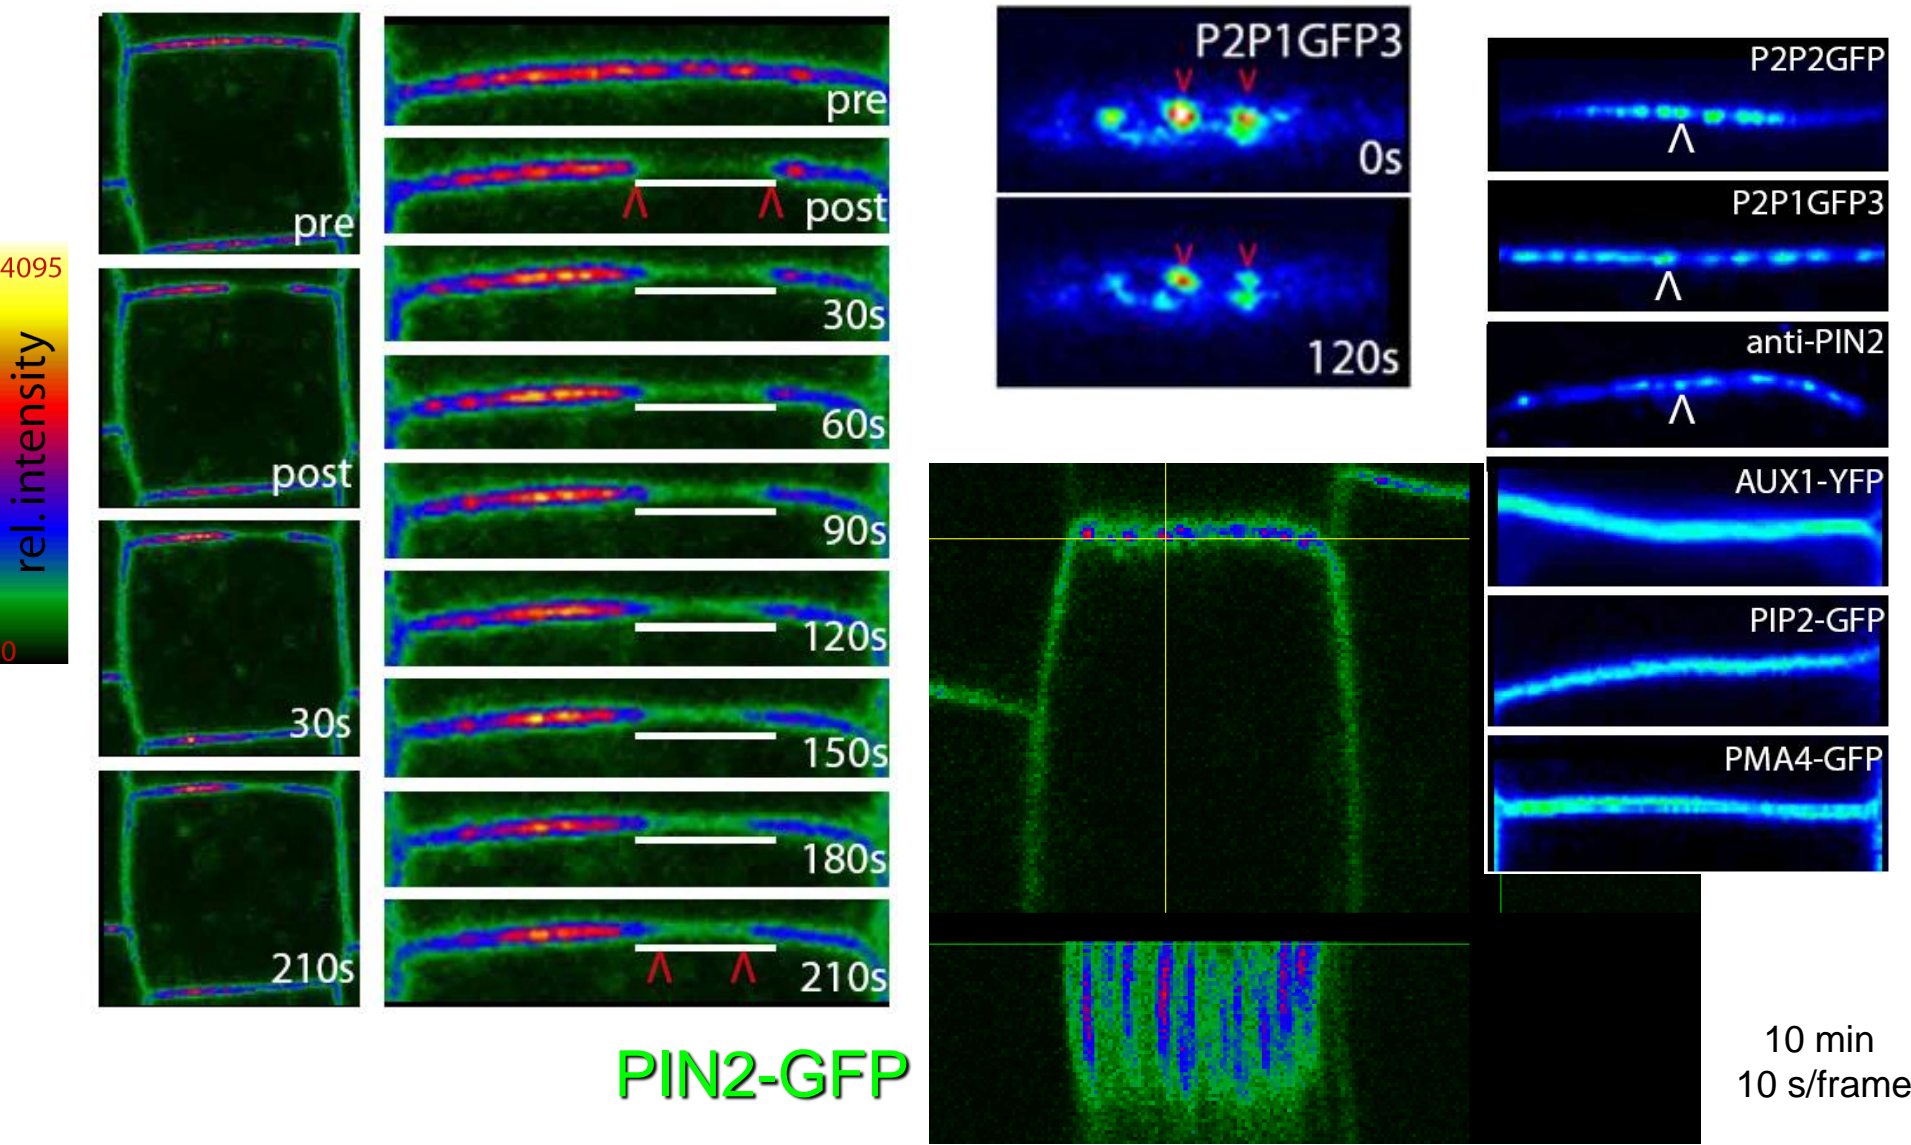 4095
rel.intensity
0
pre
post
30s
210s
pre
post
30s
60s
90s
120s
150s
180s
210s
PIN2-GFP
P2P1GFP3
0s
120s
P2P2GFP
P2P1GFP3
anti-PIN2
AUX1-YFP
PIP2-GFP
PMA4-GFP
10 min
10 s/frame